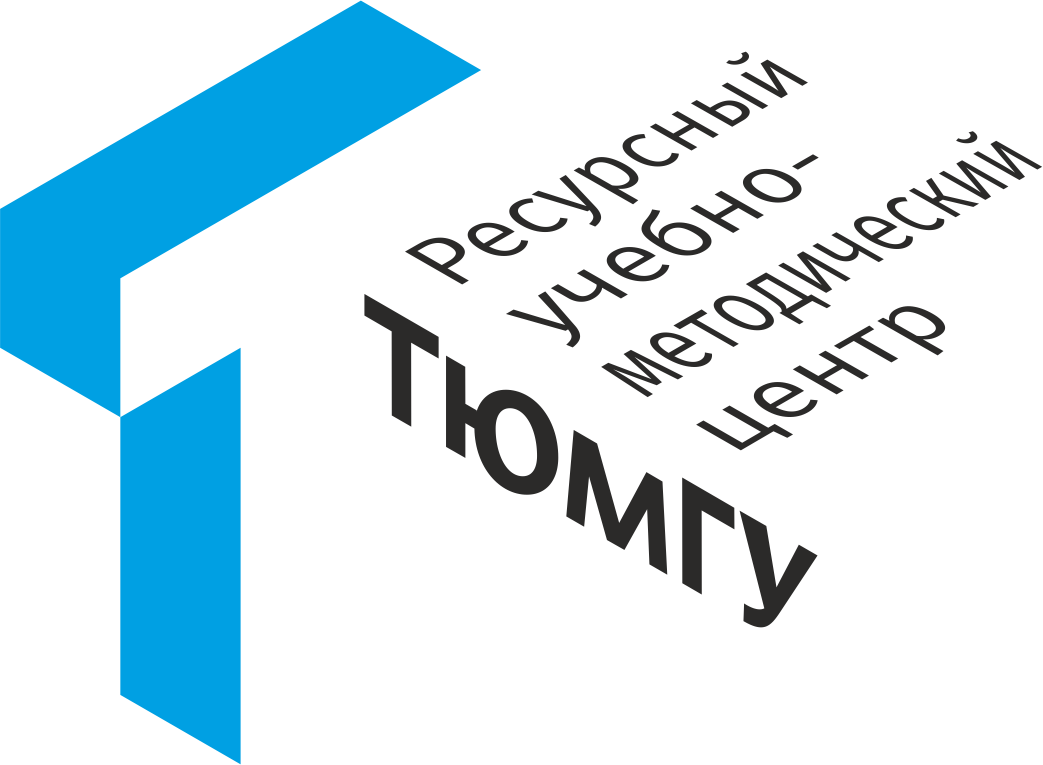 Ресурсный
учебно-
методический
центр
ТЮМГУ